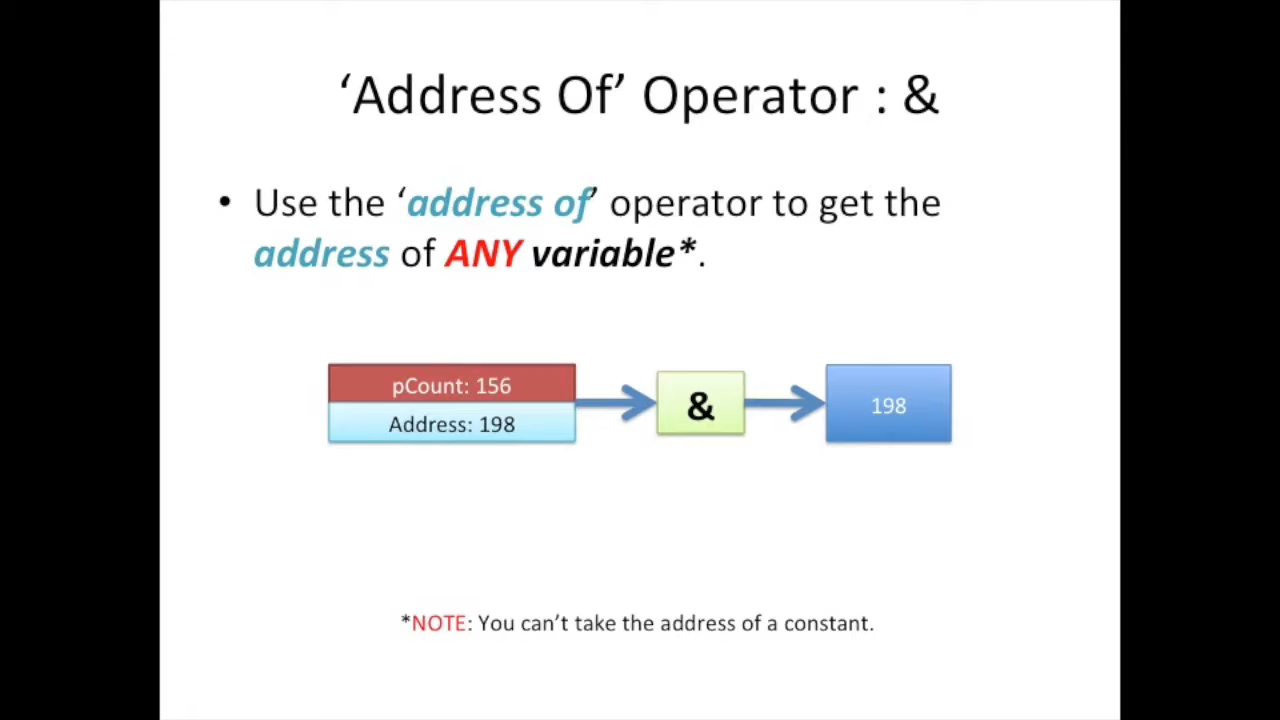 ‘Address Of’ Operator : &
• Use the ‘address of’ operator to get the
address of ANY variable*.
pCount: 156
Address: 198
&
198
*NOTE: You can’t take the address of a constant.